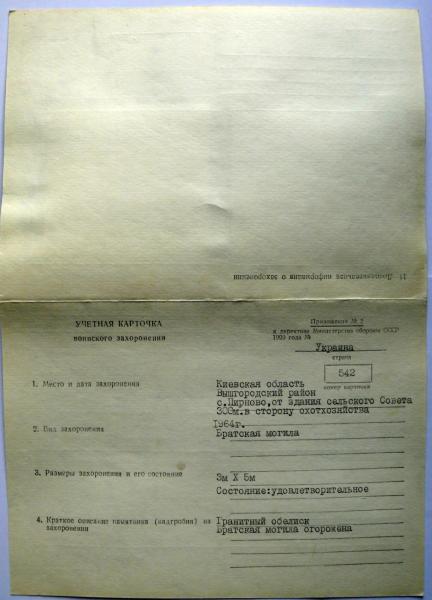 11 Дополнительная информация о захоронении
УЧЕТНАЯ КАРТОЧКА
воинского захоронения
Приложение № 2
к директиве Министерства обороны СССР
1990 года №
Украина
страна
542
номер карточки
1. Место и дата захоронения
Киевская область
Вышгородский район
с.Пирново,от здания сельского Совета
300м.в сторону охотхозяйства
1964г.
2. Вид захоронения
Братская могила
3. Размеры захоронения и его состояние
3м X 5м
Состояние:удовлетворительное
4. Краткое описание памятника (надгробия) на
захоронении
Гранитный обелиск
Братская могила огорожена